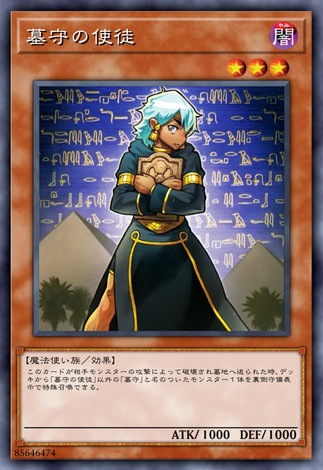 墓守の使徒
やみ
闇
【魔法使い族／効果】
このカードが相手モンスターの攻撃によって破壊され墓地へ送られた時、デッ
キから「墓守の使徒」以外の「墓守」と名のついたモンスター１体を裏側守備表
示で特殊召喚できる。
ATK/ 1000 DEF/ 1000
85646474